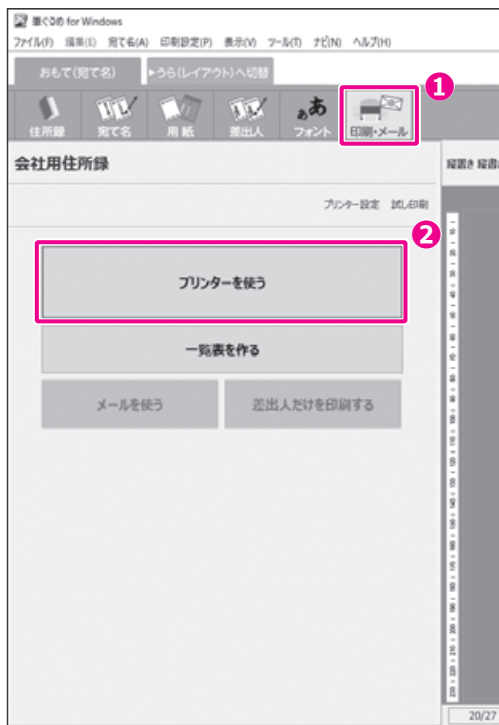 筆ぐるめ for Windows
ファイル(F) 編集(E) 宛て名(A) 印刷設定(P) 表示(V) ツール(T) ナビ(N) ヘルプ(H)
おもて(宛て名) ▶うら(レイアウト)へ切替
1
住所録 宛て名 用紙 差出人 フォント 印刷・メール
会社用住所録
縦置き
プリンター設定 試し印刷
2
プリンターを使う
一覧表を作る
メールを使う 差出人だけを印刷する
20/27